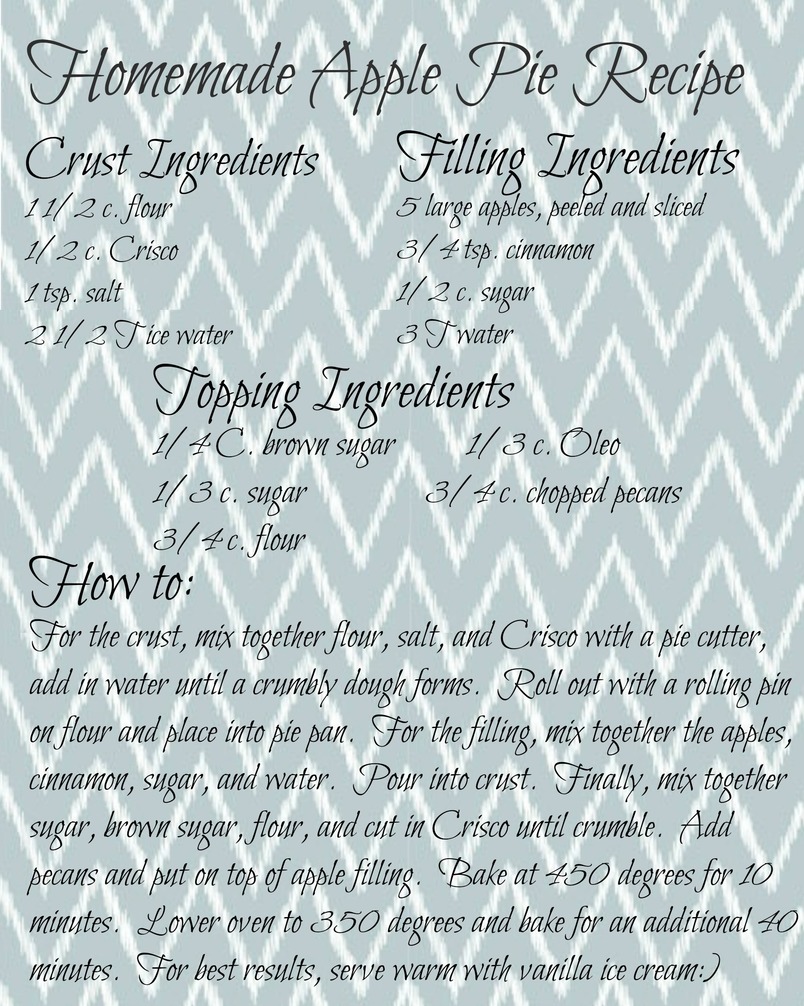 Homemade Apple Pie Recipe
Crust Ingredients
1 1/2 c. flour
1/2 c. Crisco
1 tsp. salt
2 1/2 T ice water
Filling Ingredients
5 large apples, peeled and sliced
3/4 tsp. cinnamon
1/2 c. sugar
3 T water
Topping Ingredients
1/4 C. brown sugar
1/3 c. sugar
3/4 c. flour
1/3 c. Oleo
3/4 c. chopped pecans
How to:
For the crust, mix together flour, salt, and Crisco with a pie cutter,
add in water until a crumbly dough forms. Roll out with a rolling pin
on flour and place into pie pan. For the filling, mix together the apples,
cinnamon, sugar, and water. Pour into crust. Finally, mix together
sugar, brown sugar, flour, and cut in Crisco until crumble. Add
pecans and put on top of apple filling. Bake at 450 degrees for 10
minutes. Lower oven to 350 degrees and bake for an additional 40
minutes. For best results, serve warm with vanilla ice cream:)